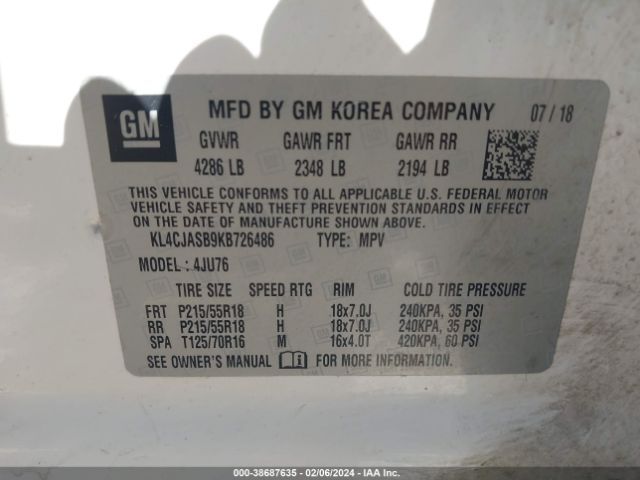 GM MFD BY GM KOREA COMPANY 07/18
GVWR GAWR FRT GAWR RR
4286 LB 2348 LB 2194 LB
THIS VEHICLE CONFORMS TO ALL APPLICABLE U.S. FEDERAL MOTOR
VEHICLE SAFETY AND THEFT PREVENTION STANDARDS IN EFFECT
ON THE DATE OF MANUFACTURE SHOWN ABOVE.
KL4CJASB9KB726486 TYPE: MPV
MODEL : 4JU76
TIRE SIZE SPEED RTG RIM COLD TIRE PRESSURE
FRT P215/55R18 H 18x7.0J 240KPA, 35 PSI
RR P215/55R18 H 18x7.0J 240KPA, 35 PSI
SPA T125/70R16 M 16x4.0T 420KPA, 60 PSI
SEE OWNER'S MANUAL FOR MORE INFORMATION.
000-38687635 - 02/06/2024 - IAA, Inc.